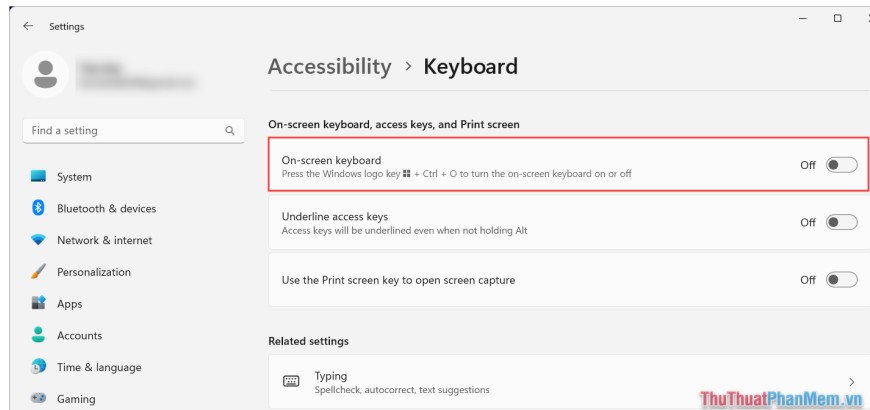 Settings
Accessibility > Keyboard
Find a setting
On-screen keyboard, access keys, and Print screen
On-screen keyboard
Press the Windows logo key + Ctrl + O to turn the on-screen keyboard on or off
Off
System
Underline access keys
Access keys will be underlined even when not holding Alt
Off
Bluetooth & devices
Network & internet
Personalization
Use the Print screen key to open screen capture
Off
Apps
Accounts
Related settings
Time & language
Typing
Spellcheck, autocorrect, text suggestions
Gaming
ThuThuatPhanMem.vn